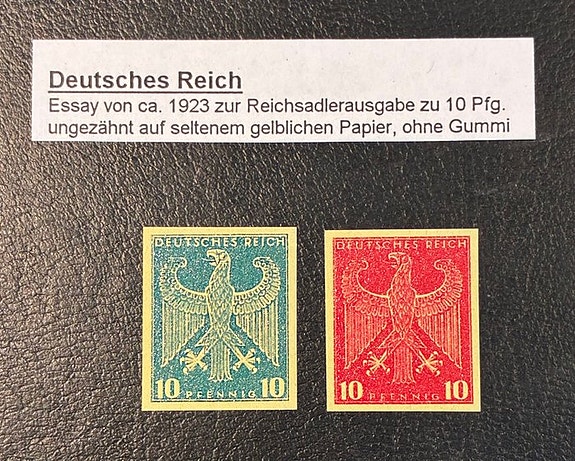 Deutsches Reich
Essay von ca. 1923 zur Reichsadlerausgabe zu 10 Pfg.
ungezähnt auf seltenem gelblichen Papier, ohne Gummi
DEUTSCHES REICH
10 PFENNIG 10
DEUTSCHES REICH
10 PFENNIG 10